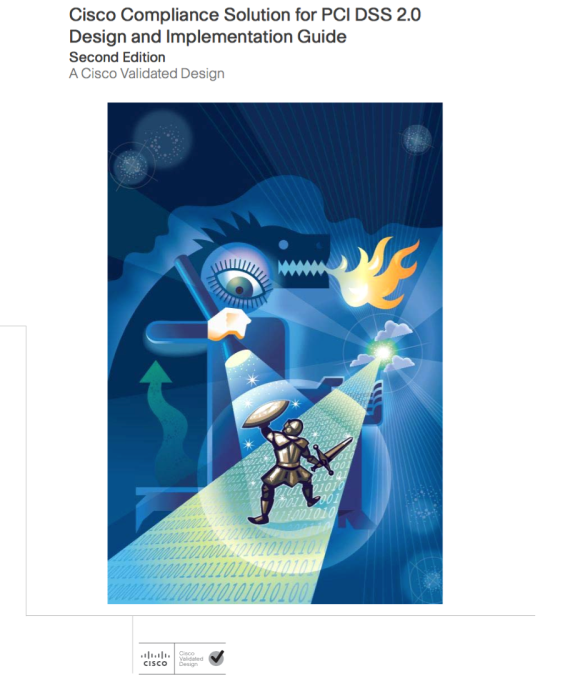 Cisco Compliance Solution for PCI DSS 2.0
Design and Implementation Guide
Second Edition
A Cisco Validated Design
CISCO
Cisco
Validated
Design